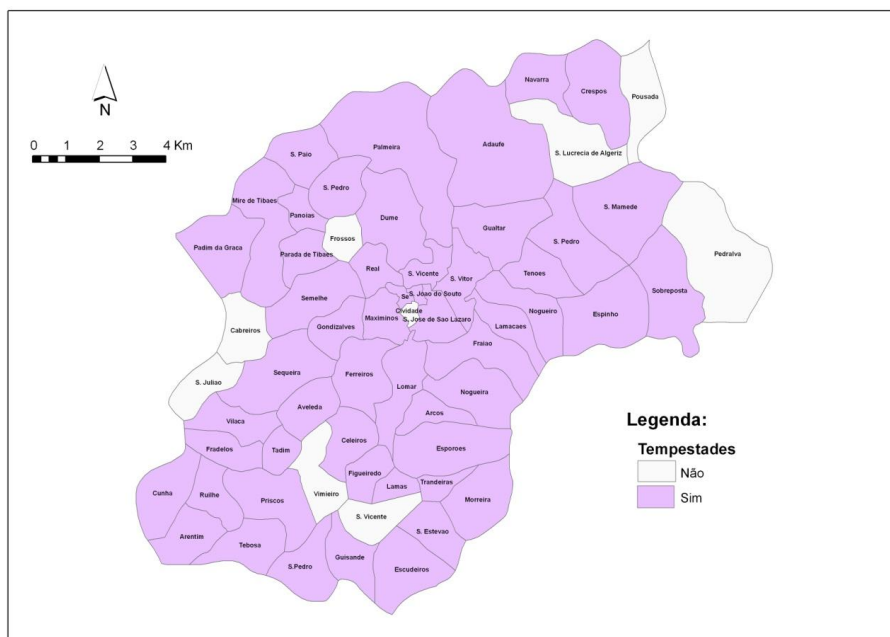 Navarra
Crespos
Pousada
Palmeira
Adaufe
S. Lucrecia de Algeriz
S. Paio
S. Pedro
Mire de Tibaes
Panoias
Dume
S. Mamede
Gualtar
Frossos
S. Pedro
Padim da Graca
Parada de Tibaes
Pedralva
Real
S. Vicente
S. Vitor
Tenoes
Sobreposta
Semelhe
Se
S. Joao do Souto
Cividade
Nogueiro
Espinho
Maximinos
S. Jose de Sao Lazaro
Cabreiros
Gondizalves
Lamacaes
Fraiao
Sequeira
Ferreiros
S. Juliao
Lomar
Nogueira
Aveleda
Arcos
Vilaca
Celeiros
Esporoes
Fradelos
Tadim
Figueiredo
Trandeiras
Lamas
Cunha
Ruilhe
Priscos
Vimieiro
Morreira
S. Vicente
S. Estevao
Arentim
Tebosa
Guisande
S.Pedro
Escudeiros
N
0 1 2 3 4 Km
Legenda:
Tempestades
Não
Sim